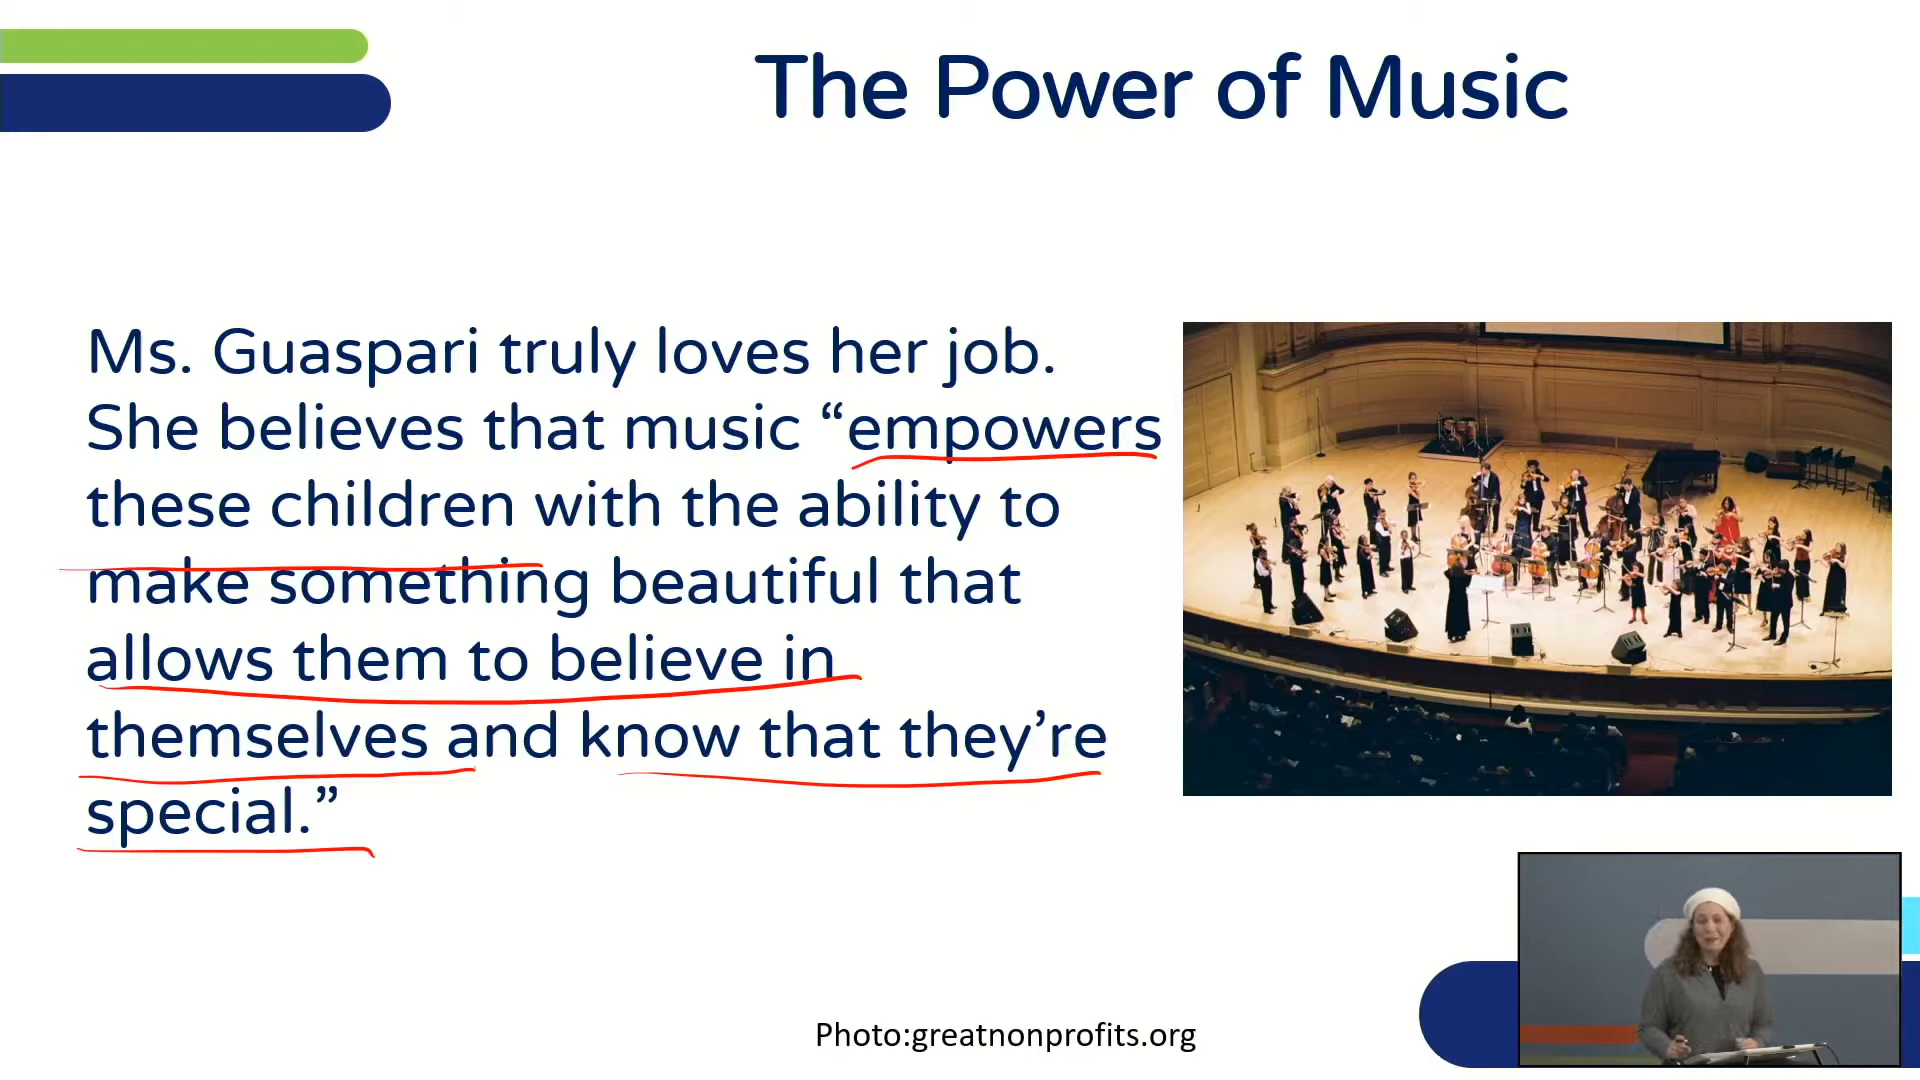 The Power of Music
Ms. Guaspari truly loves her job.
She believes that music “empowers
these children with the ability to
make something beautiful that
allows them to believe in
themselves and know that they’re
special.”
Photo:greatnonprofits.org